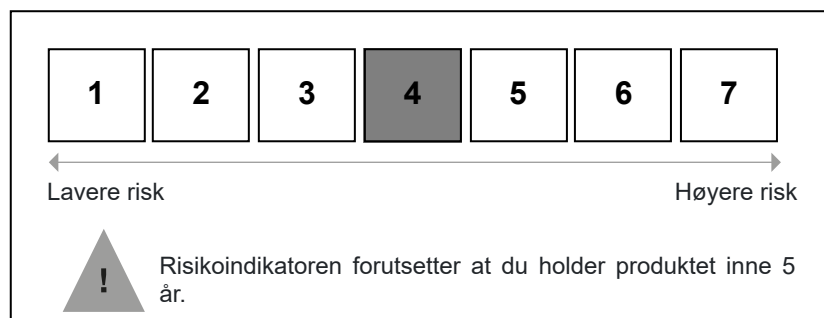 1 2 3 4 5 6 7
Lavere risk Høyere risk
! Risikoindikatoren forutsetter at du holder produktet inne 5
år.